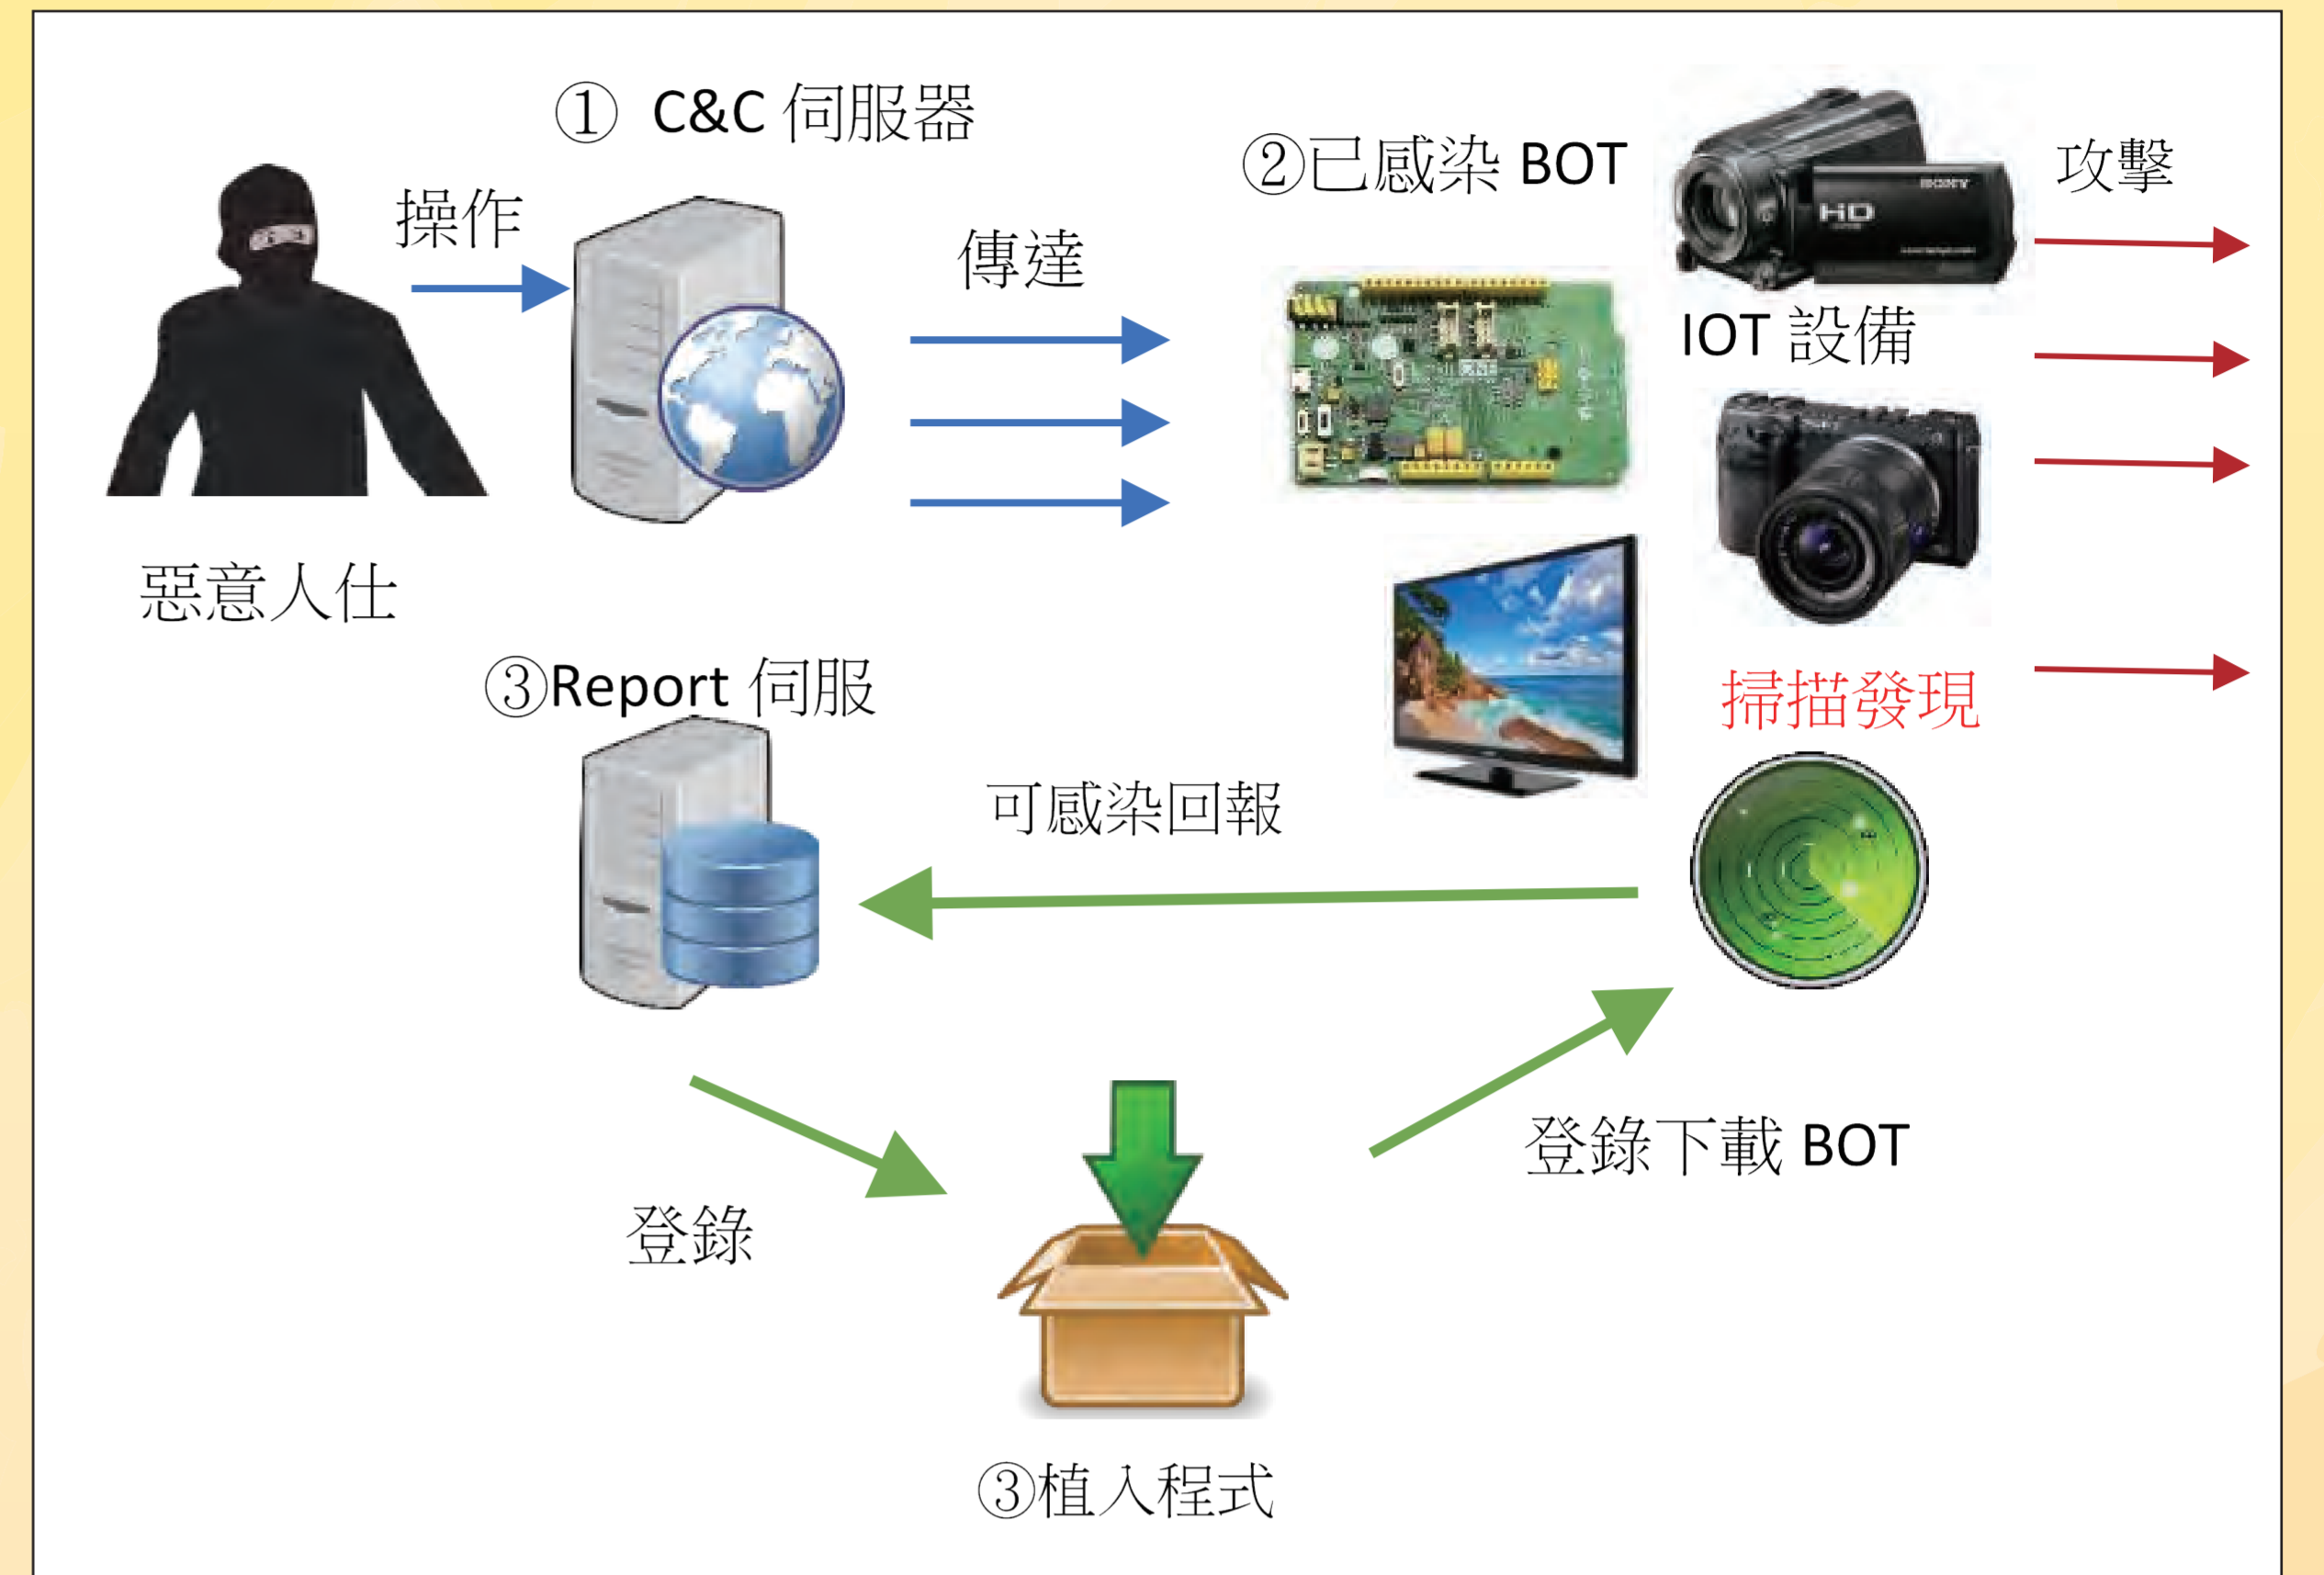 ① C&C 伺服器
②已感染 BOT
攻擊
操作
傳達
HD
IOT 設備
惡意人仕
③Report 伺服
掃描發現
可感染回報
登錄下載 BOT
登錄
③植入程式